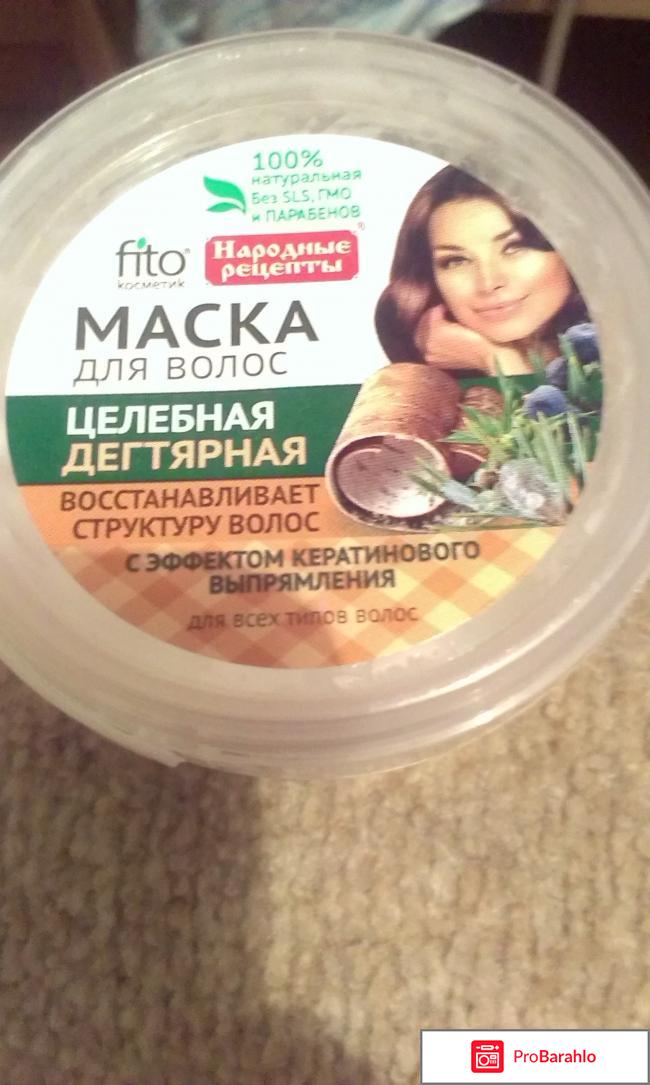 100%
натуральная
Без SLS, ГМО
и ПАРАБЕНОВ
fito®
косметик
Народные
рецепты®
МАСКА
ДЛЯ ВОЛОС
ЦЕЛЕБНАЯ
ДЕГТЯРНАЯ
ВОССТАНАВЛИВАЕТ
СТРУКТУРУ ВОЛОС
С ЭФФЕКТОМ КЕРАТИНОВОГО
ВЫПРЯМЛЕНИЯ
для всех типов волос
ProBarahlo